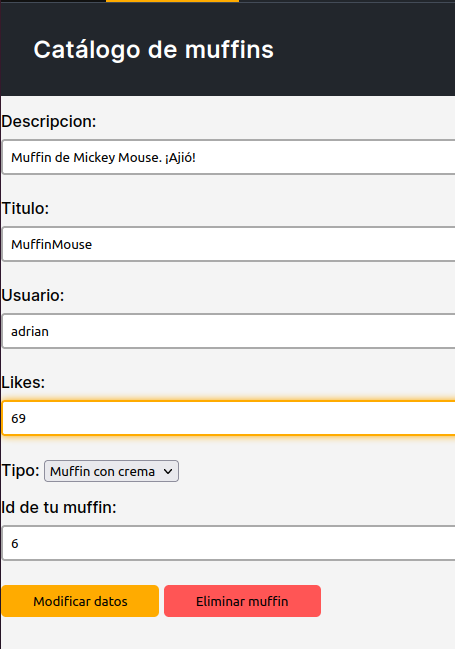 Catálogo de muffins
Descripcion:
Muffin de Mickey Mouse. ¡Ajió!
Titulo:
MuffinMouse
Usuario:
adrian
Likes:
69
Tipo: Muffin con crema
Id de tu muffin:
6
Modificar datos Eliminar muffin